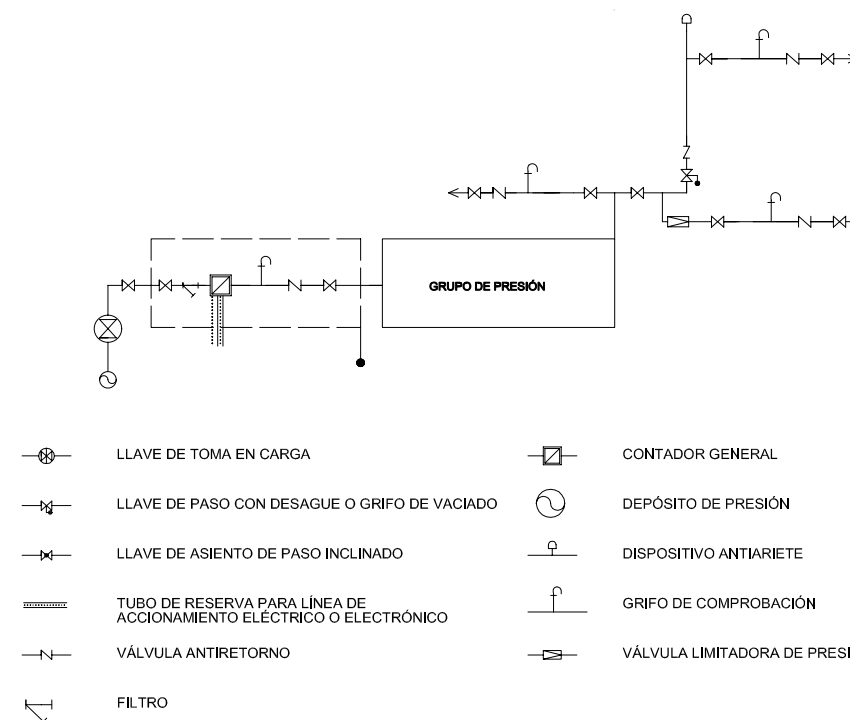 GRUPO DE PRESIÓN
LLAVE DE TOMA EN CARGA
CONTADOR GENERAL
LLAVE DE PASO CON DESAGUE O GRIFO DE VACIADO
DEPÓSITO DE PRESIÓN
LLAVE DE ASIENTO DE PASO INCLINADO
DISPOSITIVO ANTIARIETE
TUBO DE RESERVA PARA LÍNEA DE
ACCIONAMIENTO ELÉCTRICO O ELECTRÓNICO
GRIFO DE COMPROBACIÓN
VÁLVULA ANTIRETORNO
VÁLVULA LIMITADORA DE PRESI
FILTRO